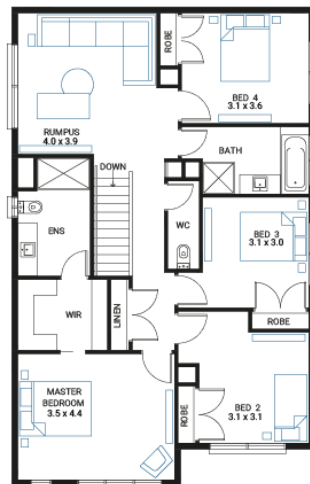 ROBE
BED 4
3.1 x 3.6
RUMPUS
4.0 x 3.9
BATH
DOWN
ENS
WC
BED 3
3.1 x 3.0
WIR
LINEN
ROBE
MASTER
BEDROOM
3.5 x 4.4
ROBE
BED 2
3.1 x 3.1